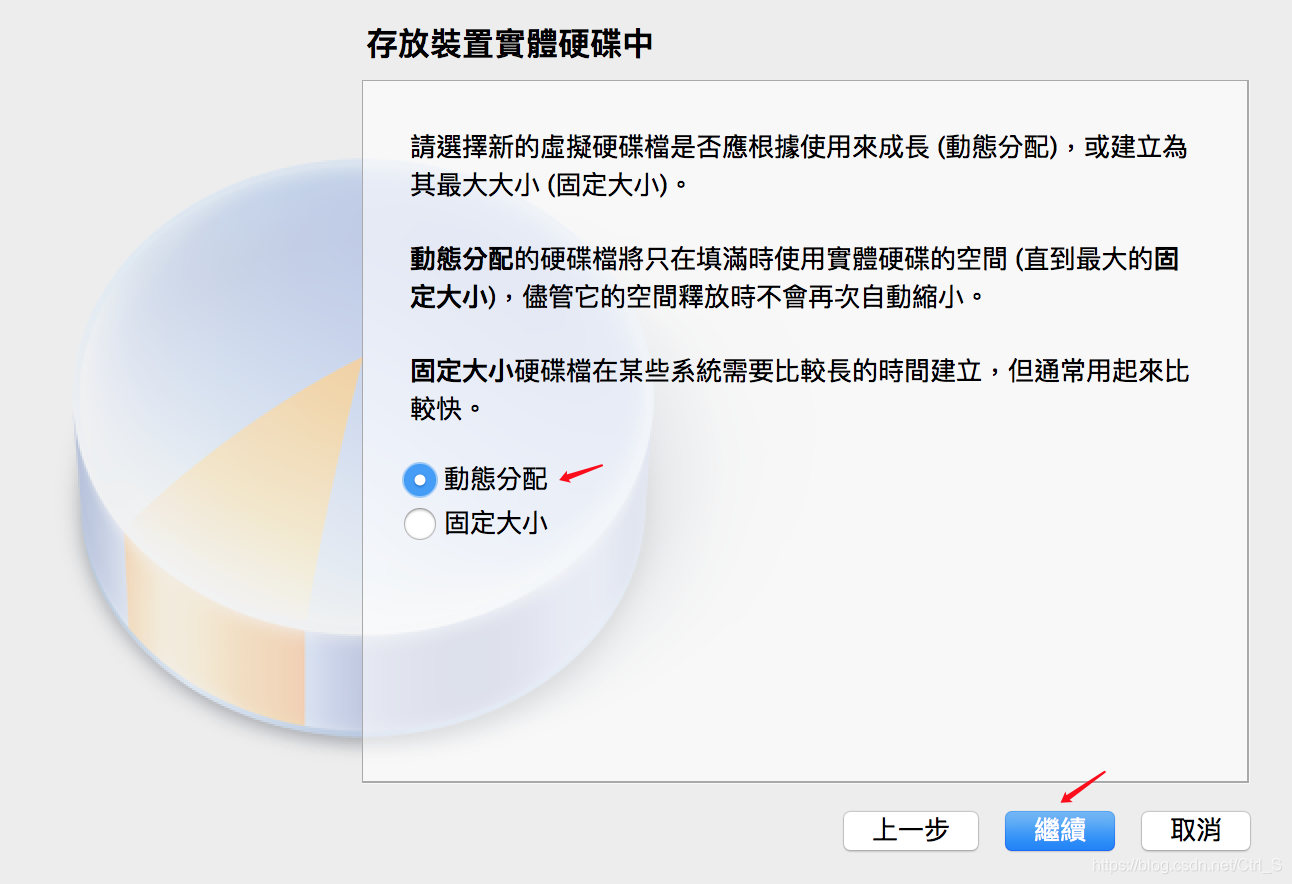 存放裝置實體硬碟中
請選擇新的虛擬硬碟檔是否應根據使用來成長 (動態分配)，或建立為
其最大大小 (固定大小)。
動態分配的硬碟檔將只在填滿時使用實體硬碟的空間 (直到最大的固
定大小)，儘管它的空間釋放時不會再次自動縮小。
固定大小硬碟檔在某些系統需要比較長的時間建立，但通常用起來比
較快。
動態分配
固定大小
上一步
繼續
取消
https://blog.csdn.net/Ctrl_S